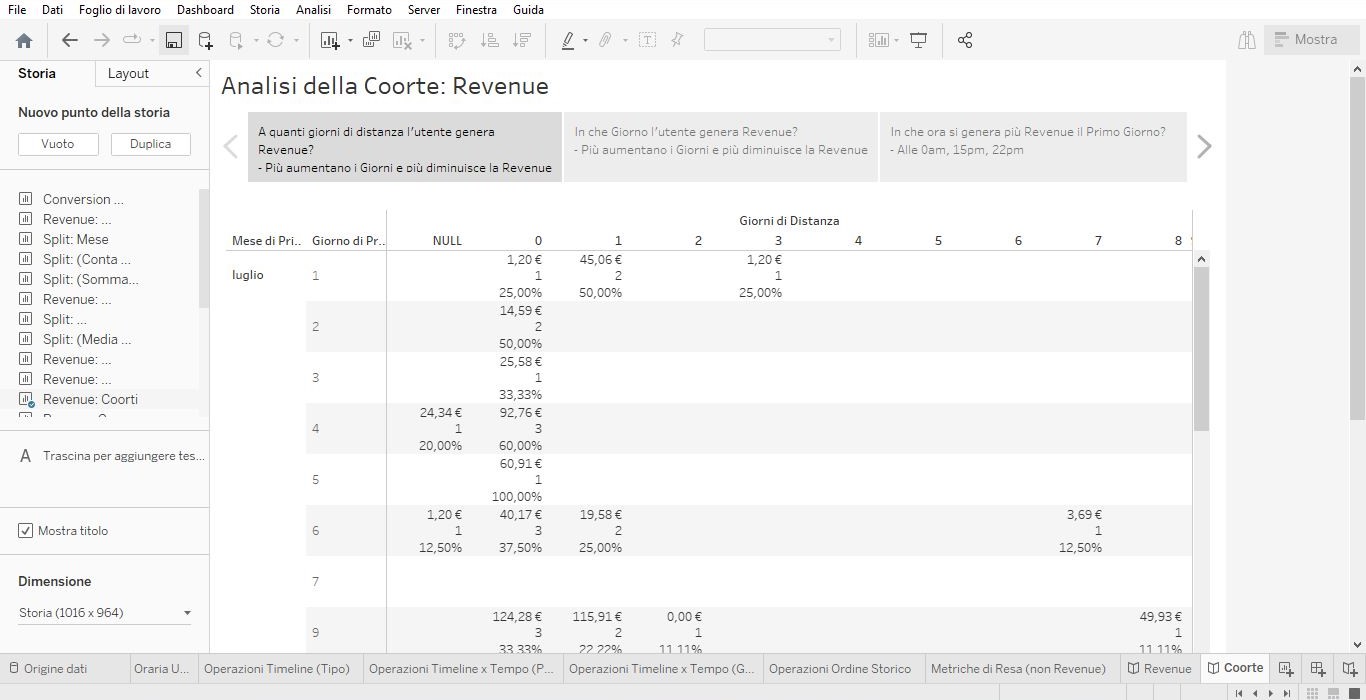 File Dati Foglio di lavoro Dashboard Storia Analisi Formato Server Finestra Guida
Mostra
Storia Layout
Nuovo punto della storia
Vuoto Duplica
Conversion ...
Revenue: ...
Split: Mese
Split: (Conta ...
Split: (Somma...
Revenue: ...
Split: ...
Split: (Media ...
Revenue: ...
Revenue: ...
Revenue: Coorti
A Trascina per aggiungere tes...
Mostra titolo
Dimensione
Storia (1016 x 964)
Analisi della Coorte: Revenue
A quanti giorni di distanza l'utente genera
Revenue?
- Più aumentano i Giorni e più diminuisce la Revenue
In che Giorno l'utente genera Revenue?
- Più aumentano i Giorni e più diminuisce la Revenue
In che ora si genera più Revenue il Primo Giorno?
- Alle 0am, 15pm, 22pm
Giorni di Distanza
Mese di Pri.. Giorno di Pr.. NULL 0 1 2 3 4 5 6 7 8
1,20 € 45,06 € 1,20 €
luglio 1 1 2 1
25,00% 50,00% 25,00%
14,59 €
2 2
50,00%
25,58 €
3 1
33,33%
24,34 € 92,76 €
4 1 3
20,00% 60,00%
60,91 €
5 1
100,00%
1,20 € 40,17 € 19,58 € 3,69 €
6 1 3 2 1
12,50% 37,50% 25,00% 12,50%
7
124,28 € 115,91 € 0,00 € 49,93 €
9 3 2 1 1
33,33% 22,22% 11,11% 11,11%
Origine dati Oraria U... Operazioni Timeline (Tipo) Operazioni Timeline x Tempo (P... Operazioni Timeline x Tempo (G... Operazioni Ordine Storico Metriche di Resa (non Revenue) Revenue Coorte